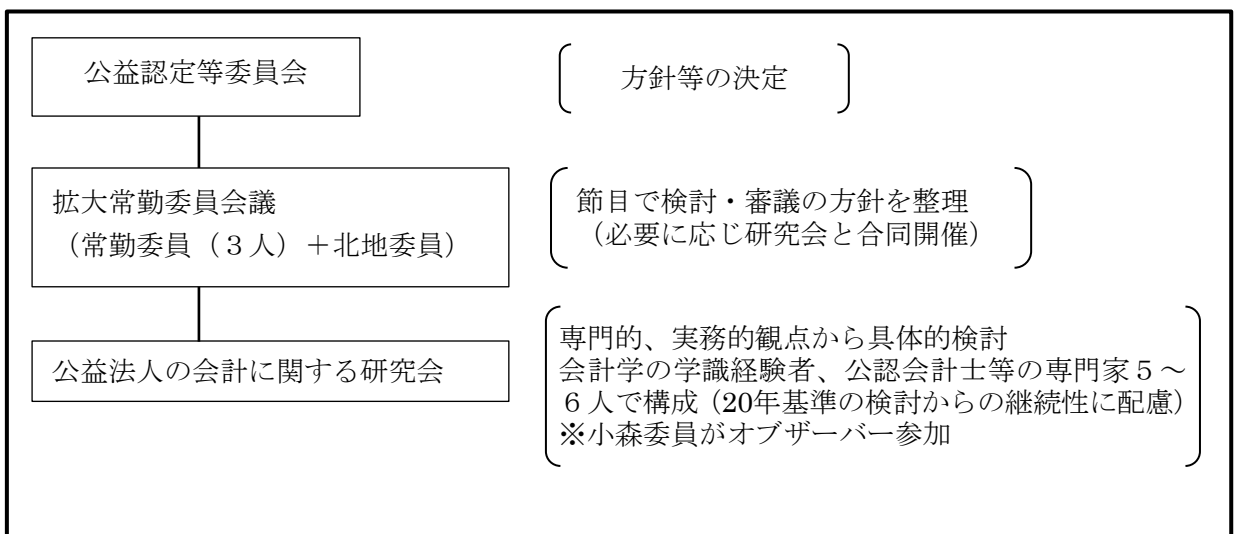 公益認定等委員会
方針等の決定
拡大常勤委員会議
（常勤委員（３人）＋北地委員）
節目で検討・審議の方針を整理
（必要に応じ研究会と合同開催）
公益法人の会計に関する研究会
専門的、実務的観点から具体的検討
会計学の学識経験者、公認会計士等の専門家５～
６人で構成（20年基準の検討からの継続性に配慮）
※小森委員がオブザーバー参加